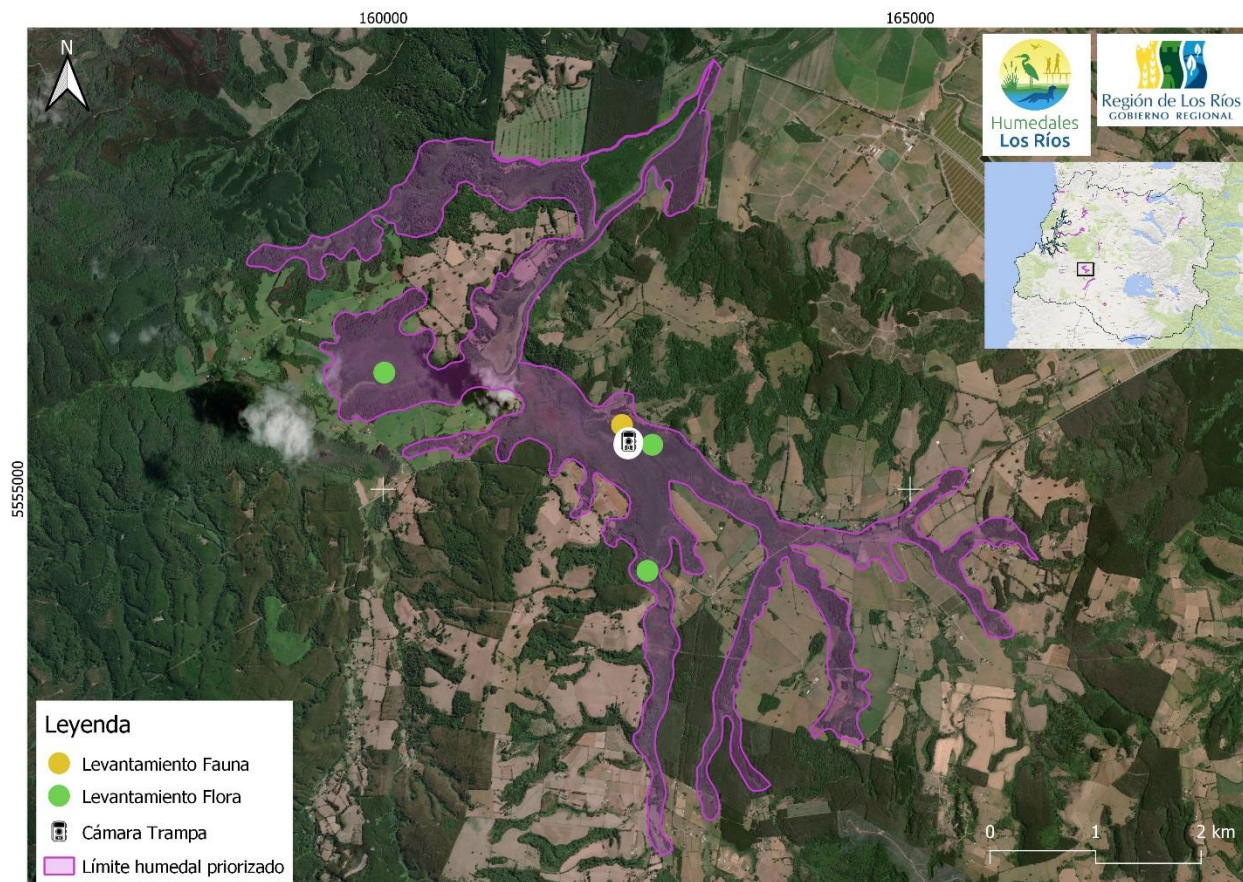 160000
165000
N
Humedales
Los Ríos
Región de Los Ríos
GOBIERNO REGIONAL
5555000
Leyenda
Levantamiento Fauna
Levantamiento Flora
Cámara Trampa
Límite humedal priorizado
0 1 2 km